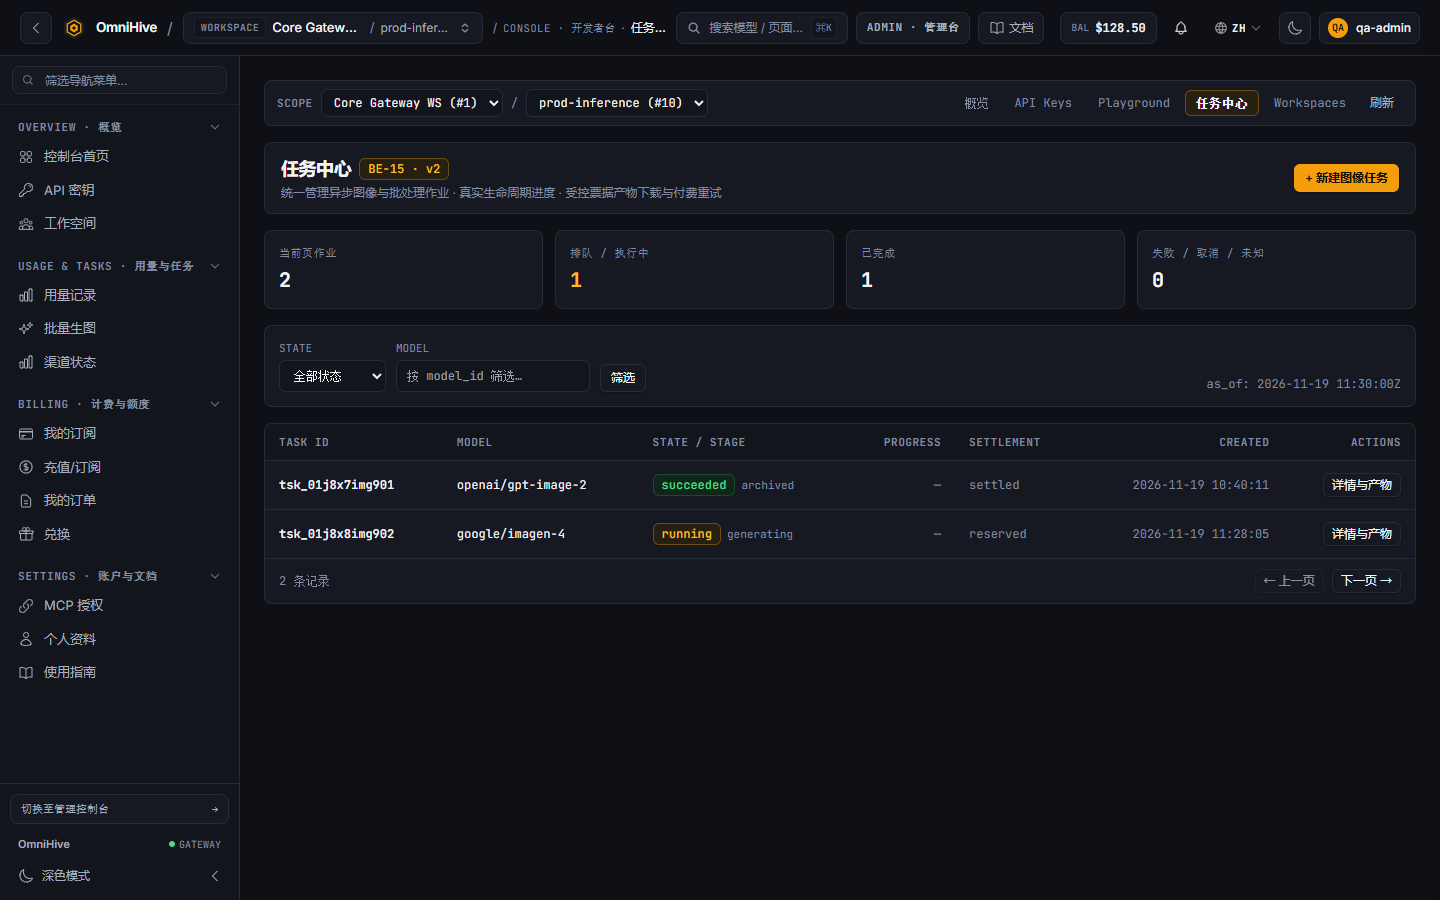 OmniHive / WORKSPACE Core Gatew... / prod-infer... / CONSOLE · 开发者台 · 任务... 搜索模型 / 页面... ⌘K ADMIN · 管理台 文档 BAL $128.50 ZH QA qa-admin
筛选导航菜单...
OVERVIEW · 概览
控制台首页
API 密钥
工作空间
USAGE & TASKS · 用量与任务
用量记录
批量生图
渠道状态
BILLING · 计费与额度
我的订阅
充值/订阅
我的订单
兑换
SETTINGS · 账户与文档
MCP 授权
个人资料
使用指南
切换至管理控制台 →
OmniHive GATEWAY
深色模式
SCOPE Core Gateway WS (#1) / prod-inference (#10) 概览 API Keys Playground 任务中心 Workspaces 刷新
任务中心 BE-15 · v2
统一管理异步图像与批处理作业 · 真实生命周期进度 · 受控票据产物下载与付费重试
+ 新建图像任务
当前页作业
2
排队 / 执行中
1
已完成
1
失败 / 取消 / 未知
0
STATE MODEL
全部状态 按 model_id 筛选… 筛选
as_of: 2026-11-19 11:30:00Z
TASK ID MODEL STATE / STAGE PROGRESS SETTLEMENT CREATED ACTIONS
tsk_01j8x7img901 openai/gpt-image-2 succeeded archived — settled 2026-11-19 10:40:11 详情与产物
tsk_01j8x8img902 google/imagen-4 running generating — reserved 2026-11-19 11:28:05 详情与产物
2 条记录 ← 上一页 下一页 →